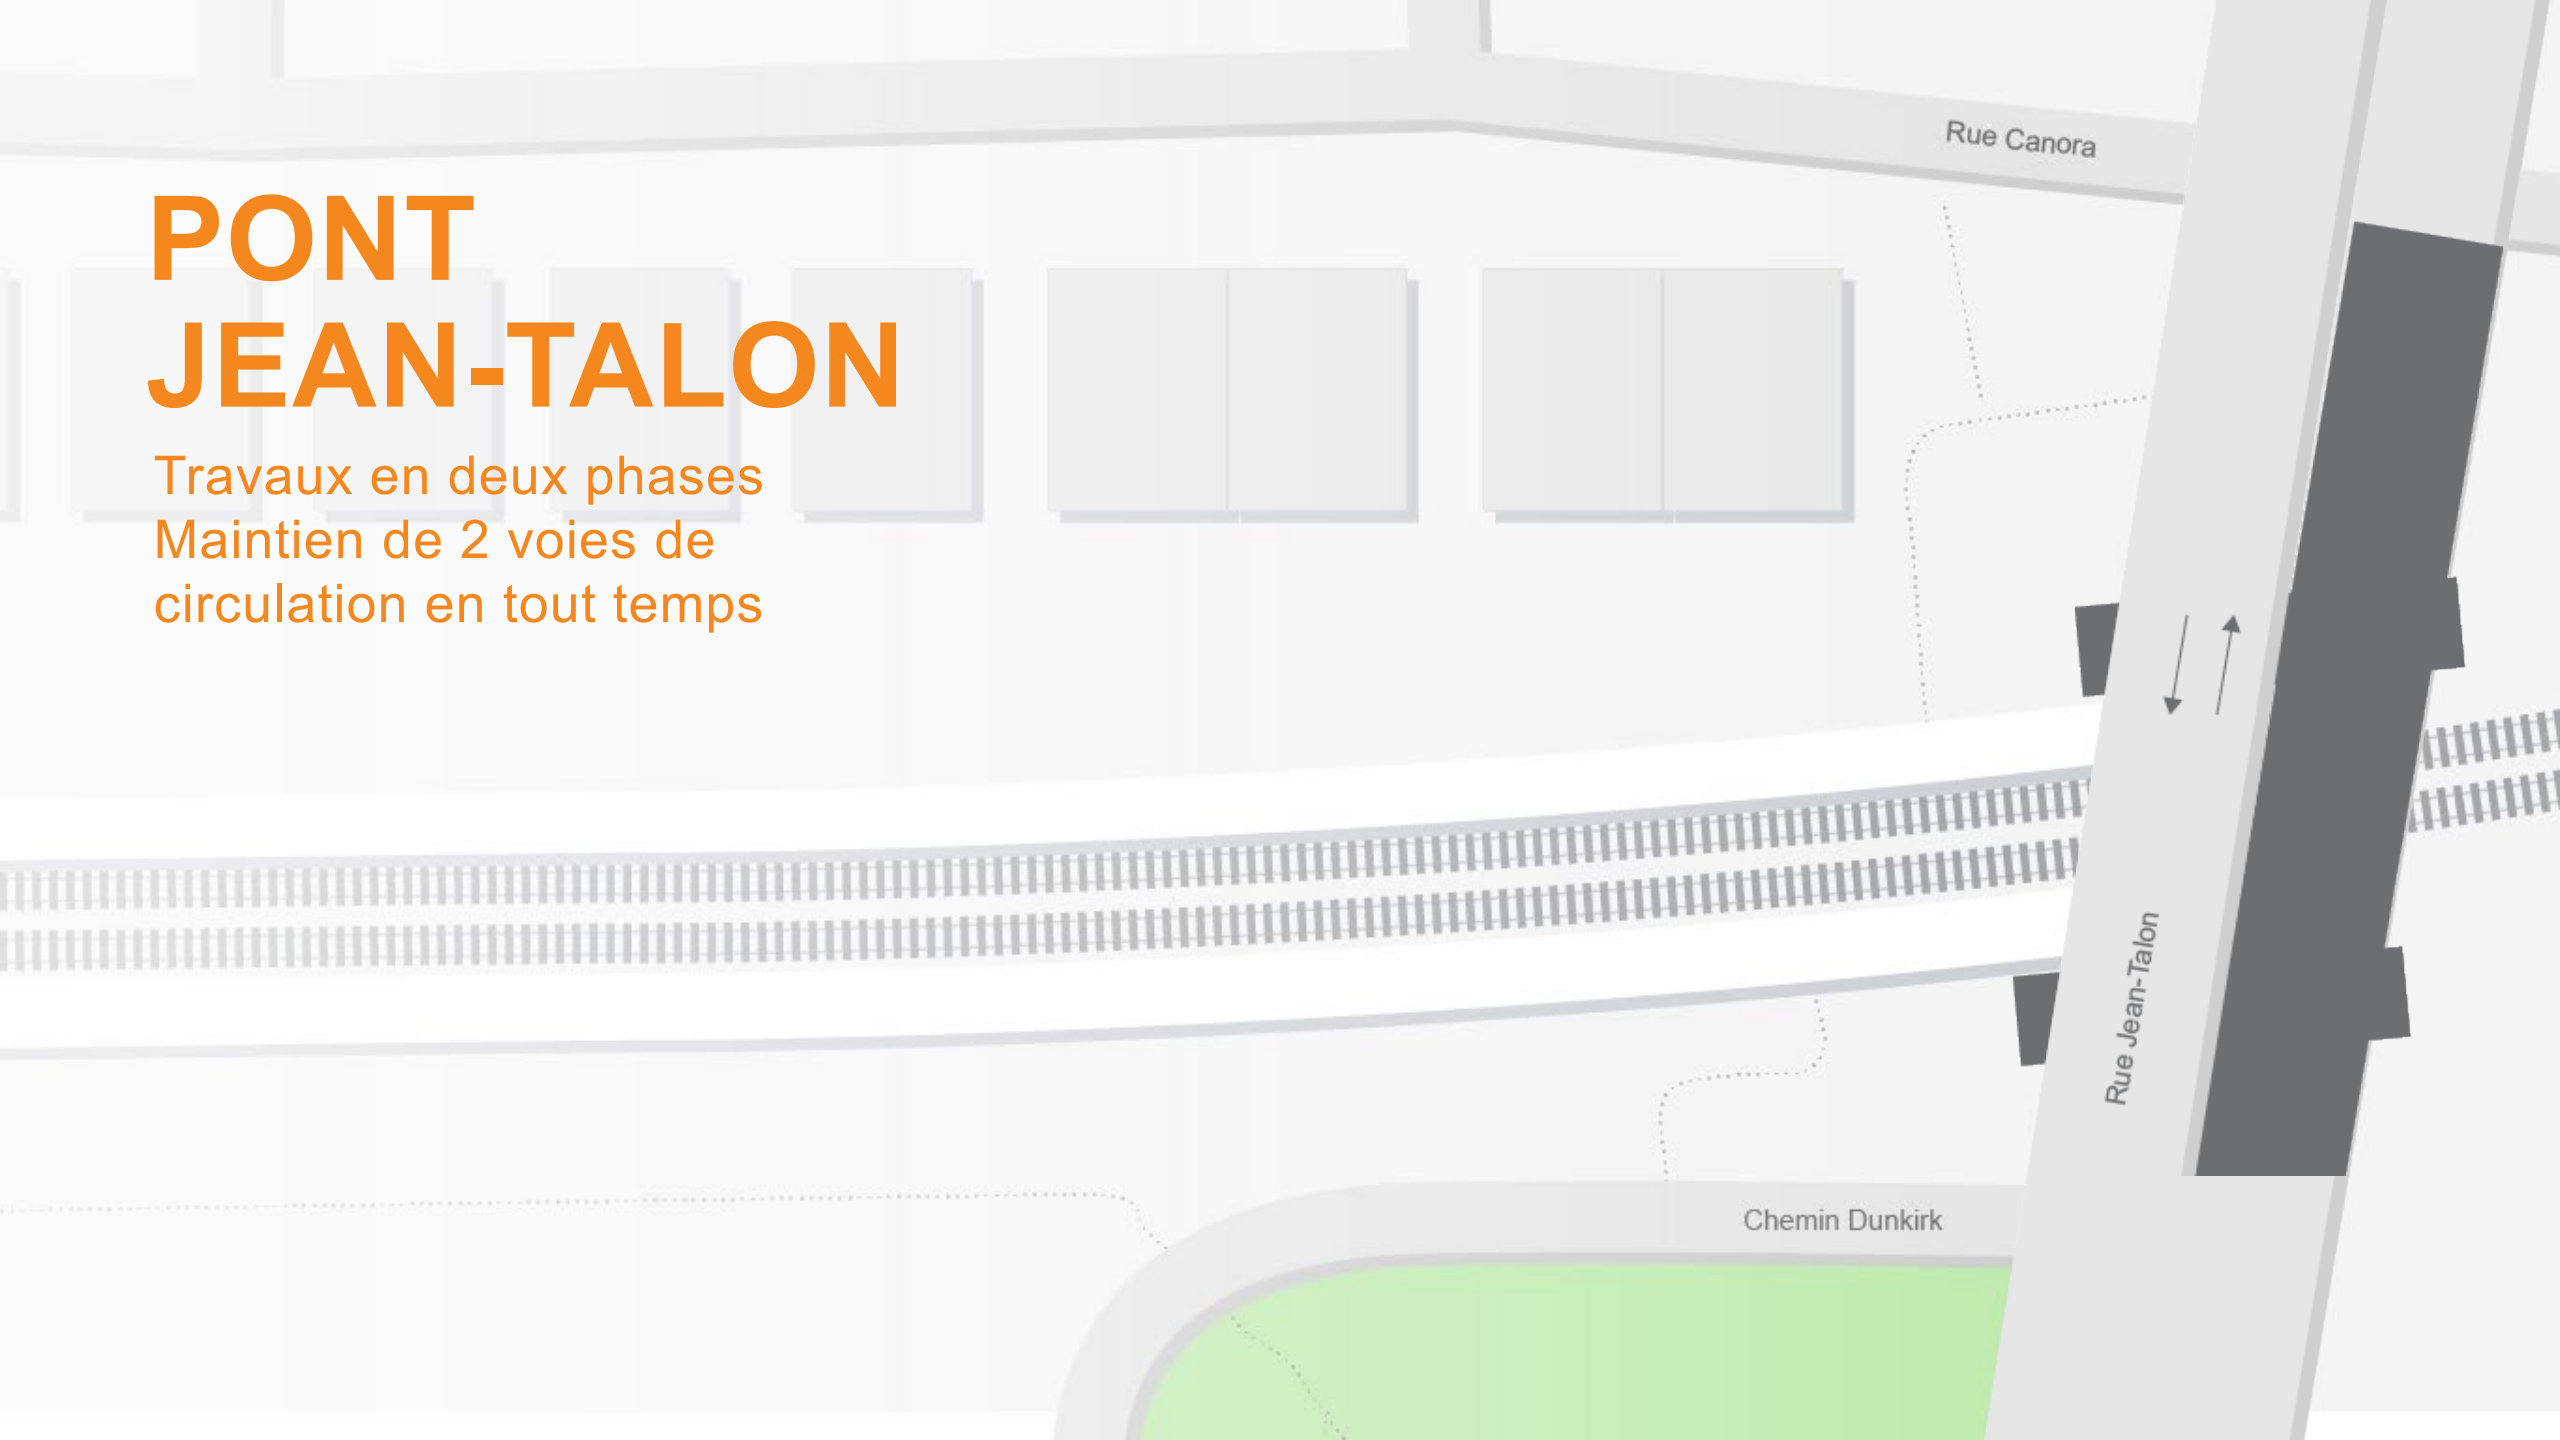 PONT
JEAN-TALON
Travaux en deux phases
Maintien de 2 voies de
circulation en tout temps
Rue Canora
Rue Jean-Talon
Chemin Dunkirk